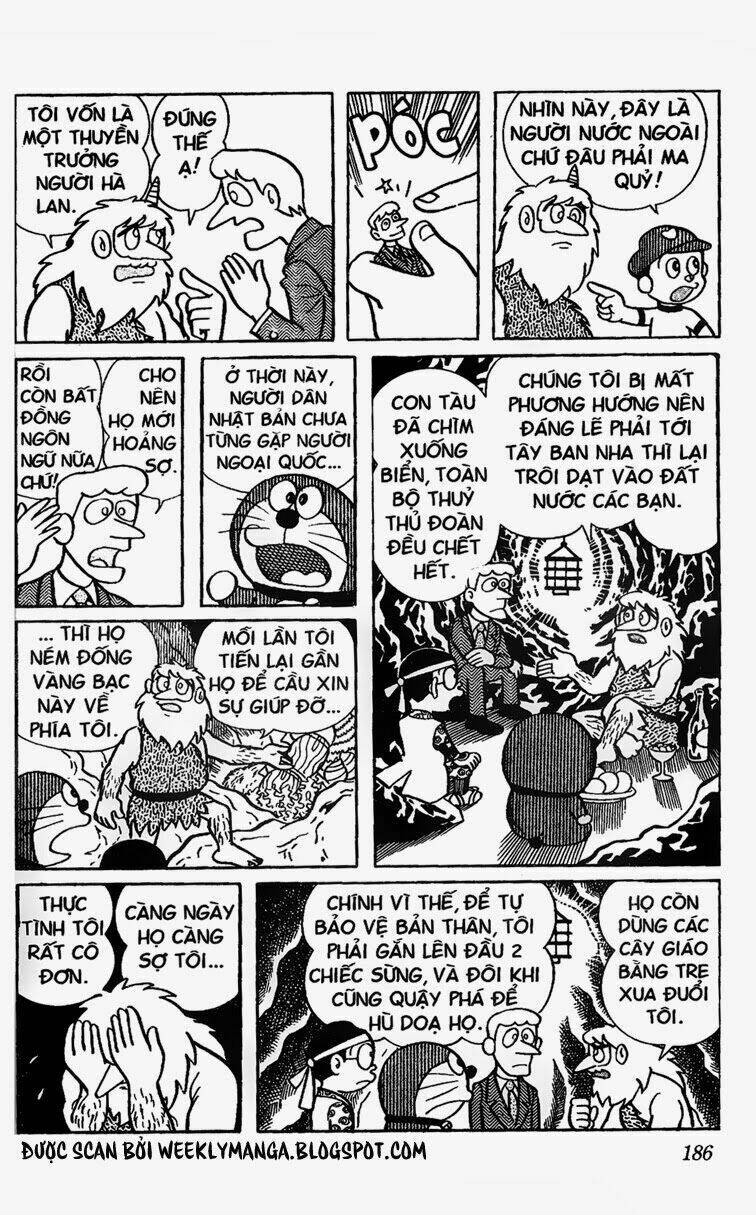 NHÌN NÀY, ĐÂY LÀ
NGƯỜI NƯỚC NGOÀI
CHỨ ĐÂU PHẢI MA
QUỶ!
PÓC
ĐÚNG
THẾ
Ạ!
TÔI VỐN LÀ
MỘT THUYỀN
TRƯỞNG
NGƯỜI HÀ
LAN.
CHÚNG TÔI BỊ MẤT
PHƯƠNG HƯỚNG NÊN
ĐÁNG LẼ PHẢI TỚI
TÂY BAN NHA THÌ LẠI
TRÔI DẠT VÀO ĐẤT
NƯỚC CÁC BẠN.
CON TÀU
ĐÃ CHÌM
XUỐNG
BIỂN, TOÀN
BỘ THUỶ
THỦ ĐOÀN
ĐỀU CHẾT
HẾT.
Ở THỜI NÀY,
NGƯỜI DÂN
NHẬT BẢN CHƯA
TỪNG GẶP NGƯỜI
NGOẠI QUỐC...
CHO
NÊN
HỌ MỚI
HOẢNG
SỢ.
RỒI
CÒN BẤT
ĐỒNG
NGÔN
NGỮ NỮA
CHỨ!
MỖI LẦN TÔI
TIẾN LẠI GẦN
HỌ ĐỂ CẦU XIN
SỰ GIÚP ĐỠ...
... THÌ HỌ
NÉM ĐỐNG
VÀNG BẠC
NÀY VỀ
PHÍA TÔI.
HỌ CÒN
DÙNG CÁC
CÂY GIÁO
BẰNG TRE
XUA ĐUỔI
TÔI.
CHÍNH VÌ THẾ, ĐỂ TỰ
BẢO VỆ BẢN THÂN, TÔI
PHẢI GẮN LÊN ĐẦU 2
CHIẾC SỪNG, VÀ ĐÔI KHI
CŨNG QUẬY PHÁ ĐỂ
HÙ DOẠ HỌ.
CÀNG NGÀY
HỌ CÀNG
SỢ TÔI...
THỰC
TÌNH TÔI
RẤT CÔ
ĐƠN.
ĐƯỢC SCAN BỞI WEEKLYMANGA.BLOGSPOT.COM
186